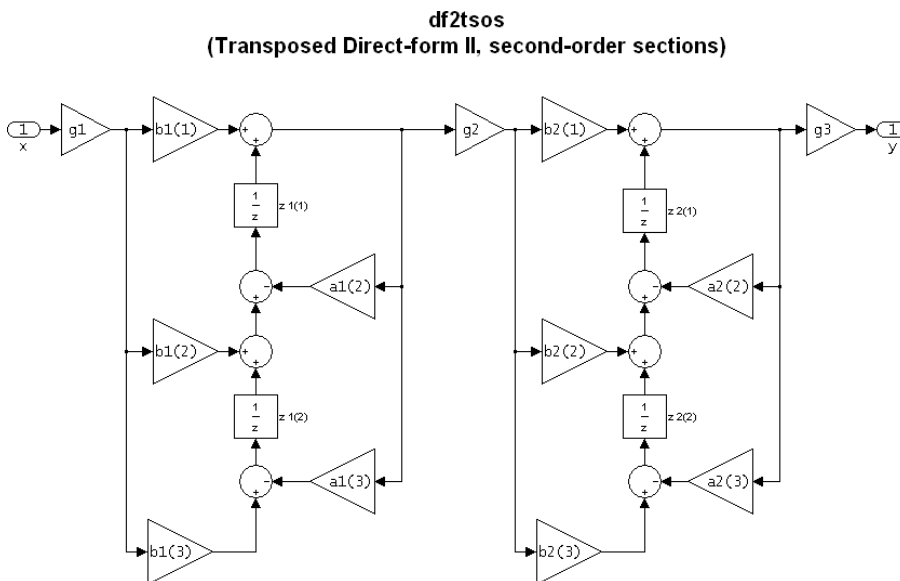 df2tsos
(Transposed Direct-form II, second-order sections)
1
x
g1
b1(1)
+
+
g2
b2(1)
+
+
g3
1
y
1
z
z 1(1)
1
z
z 2(1)
-
+
a1(2)
-
+
a2(2)
b1(2)
+
+
b2(2)
+
+
1
z
z 1(2)
1
z
z 2(2)
-
+
a1(3)
-
+
a2(3)
b1(3)
b2(3)